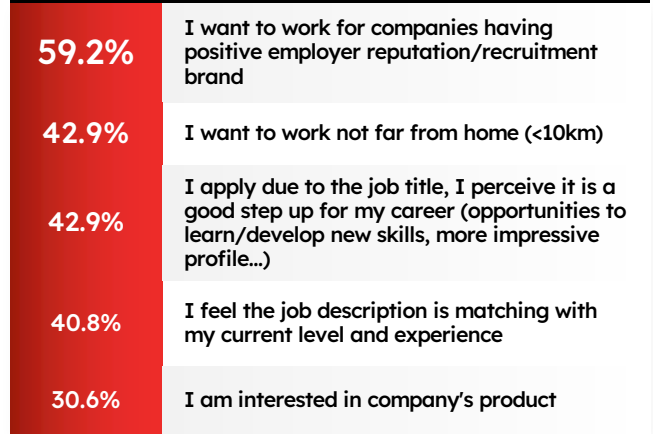 59.2%
I want to work for companies having
positive employer reputation/recruitment
brand
42.9%
I want to work not far from home (<10km)
42.9%
I apply due to the job title, I perceive it is a
good step up for my career (opportunities to
learn/develop new skills, more impressive
profile...)
40.8%
I feel the job description is matching with
my current level and experience
30.6%
I am interested in company's product